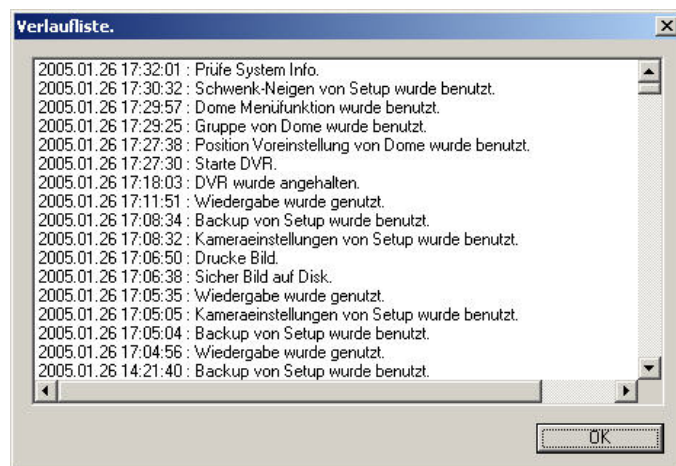 Verlaufliste.
2005.01.26 17:32:01 : Prüfe System Info.
2005.01.26 17:30:32 : Schwenk-Neigen von Setup wurde benutzt.
2005.01.26 17:29:57 : Dome Menüfunktion wurde benutzt.
2005.01.26 17:29:25 : Gruppe von Dome wurde benutzt.
2005.01.26 17:27:38 : Position Voreinstellung von Dome wurde benutzt.
2005.01.26 17:27:30 : Starte DVR.
2005.01.26 17:18:03 : DVR wurde angehalten.
2005.01.26 17:11:51 : Wiedergabe wurde genutzt.
2005.01.26 17:08:34 : Backup von Setup wurde benutzt.
2005.01.26 17:08:32 : Kameraeinstellungen von Setup wurde benutzt.
2005.01.26 17:06:50 : Drucke Bild.
2005.01.26 17:06:38 : Sicher Bild auf Disk.
2005.01.26 17:05:35 : Wiedergabe wurde genutzt.
2005.01.26 17:05:05 : Kameraeinstellungen von Setup wurde benutzt.
2005.01.26 17:05:04 : Backup von Setup wurde benutzt.
2005.01.26 17:04:56 : Wiedergabe wurde genutzt.
2005.01.26 14:21:40 : Backup von Setup wurde benutzt.
OK